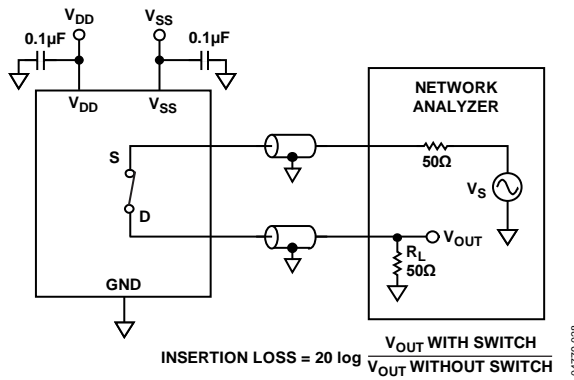 VDD VSS
0.1µF 0.1µF
VDD VSS
NETWORK
ANALYZER
S
50Ω
VS
D
VOUT
RL
50Ω
GND
INSERTION LOSS = 20 log VOUT WITH SWITCH
VOUT WITHOUT SWITCH